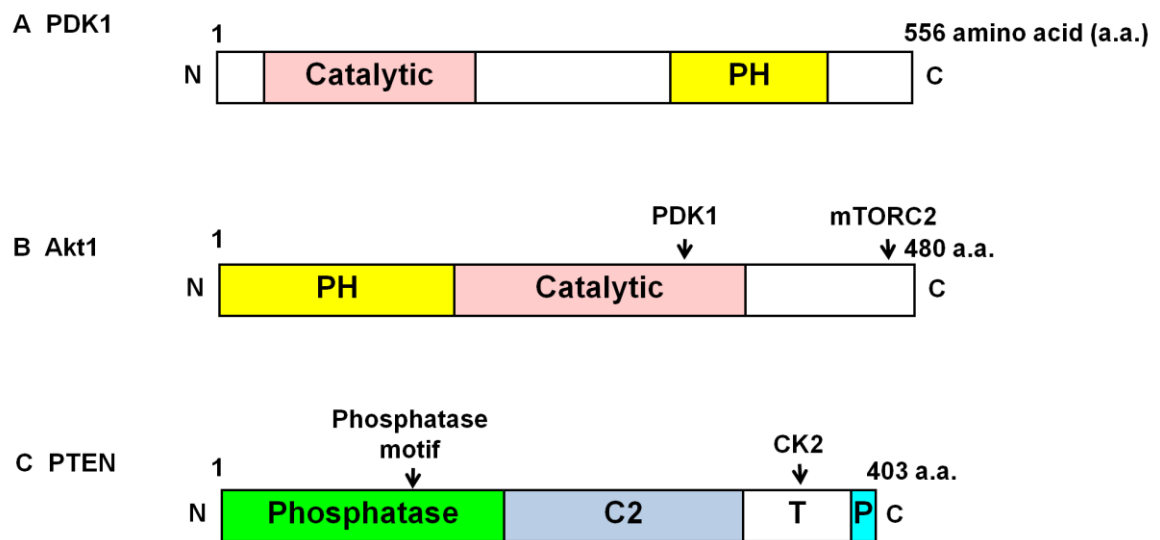 A PDK1
1
556 amino acid (a.a.)
N
Catalytic
PH
C
PDK1
mTORC2
B Akt1
1
480 a.a.
N
PH
Catalytic
C
Phosphatase
motif
CK2
C PTEN
1
403 a.a.
N
Phosphatase
C2
T
P
C